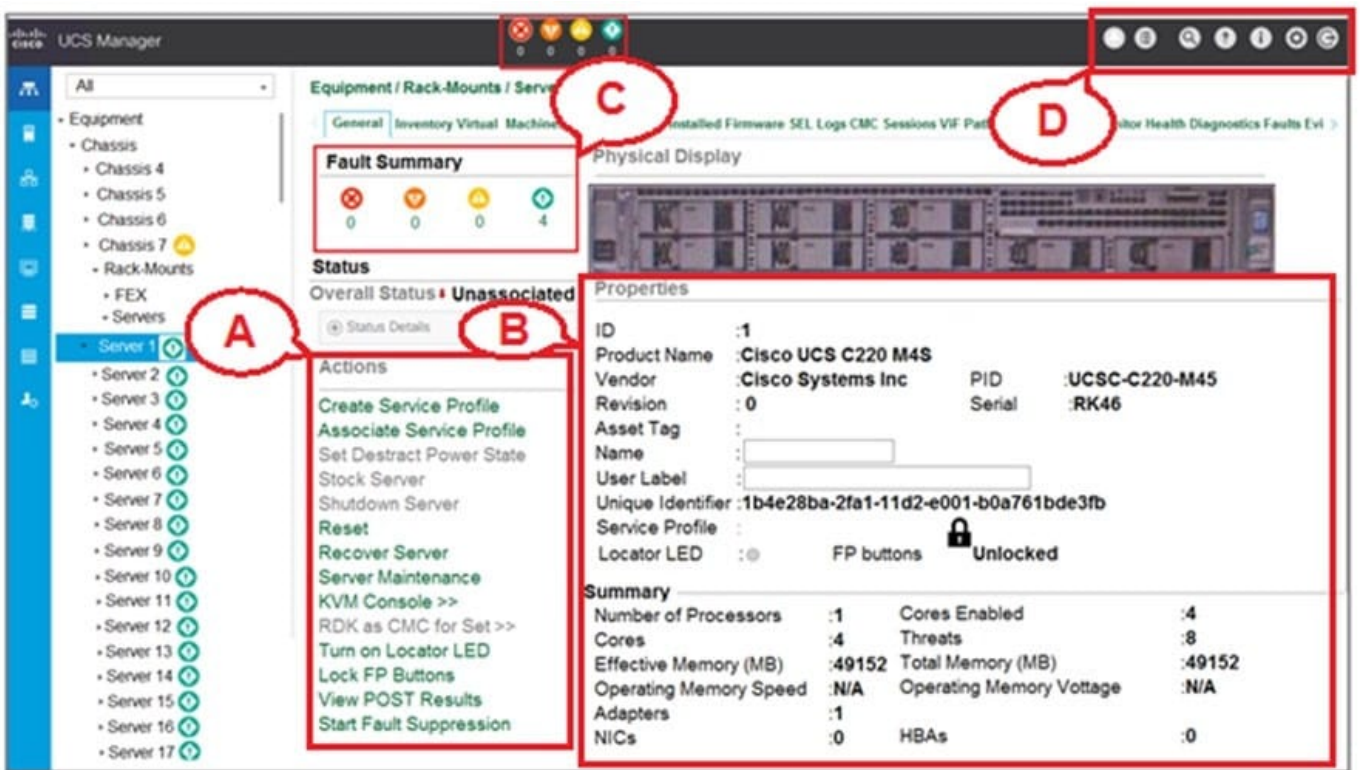 CISCO UCS Manager
0 0 0 0
C
D
All
Equipment
Chassis
Chassis 4
Chassis 5
Chassis 6
Chassis 7
Rack-Mounts
FEX
Servers
Server 1
Server 2
Server 3
Server 4
Server 5
Server 6
Server 7
Server 8
Server 9
Server 10
Server 11
Server 12
Server 13
Server 14
Server 15
Server 16
Server 17
Equipment / Rack-Mounts / Serve
General Inventory Virtual Machine Installed Firmware SEL Logs CMC Sessions VIF Pat itor Health Diagnostics Faults Evi
Fault Summary
0 0 0 4
Status
Overall Status Unassociated
Status Details
A
B
Actions
Create Service Profile
Associate Service Profile
Set Destract Power State
Stock Server
Shutdown Server
Reset
Recover Server
Server Maintenance
KVM Console >>
RDK as CMC for Set >>
Turn on Locator LED
Lock FP Buttons
View POST Results
Start Fault Suppression
Physical Display
Properties
ID :1
Product Name :Cisco UCS C220 M4S
Vendor :Cisco Systems Inc PID :UCSC-C220-M45
Revision : 0 Serial :RK46
Asset Tag :
Name :
User Label :
Unique Identifier :1b4e28ba-2fa1-11d2-e001-b0a761bde3fb
Service Profile :
Locator LED : FP buttons Unlocked
Summary
Number of Processors :1 Cores Enabled :4
Cores :4 Threats :8
Effective Memory (MB) :49152 Total Memory (MB) :49152
Operating Memory Speed :N/A Operating Memory Vottage :N/A
Adapters :1
NICs :0 HBAs :0